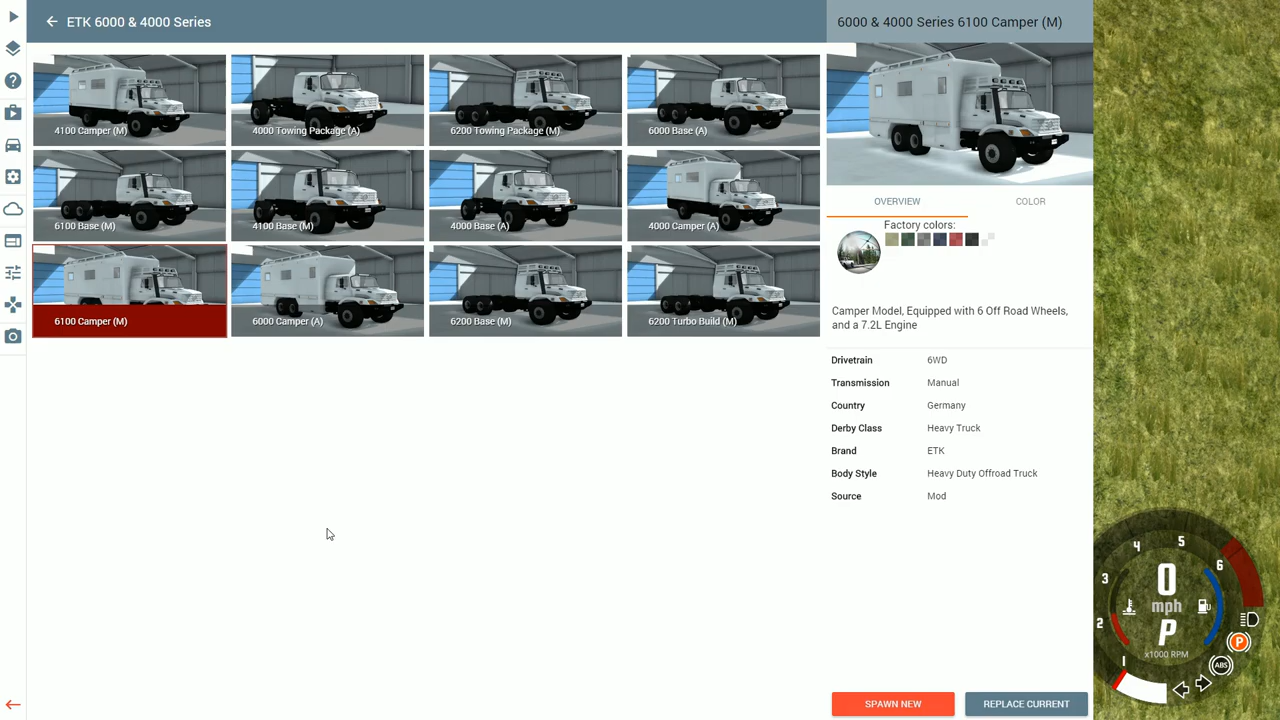 ETK 6000 & 4000 Series
6000 & 4000 Series 6100 Camper (M)
4100 Camper (M)
4000 Towing Package (A)
6200 Towing Package (M)
6000 Base (A)
6100 Base (M)
4100 Base (M)
4000 Base (A)
4000 Camper (A)
6100 Camper (M)
6000 Camper (A)
6200 Base (M)
6200 Turbo Build (M)
OVERVIEW
COLOR
Factory colors:
Camper Model, Equipped with 6 Off Road Wheels,
and a 7.2L Engine
Drivetrain 6WD
Transmission Manual
Country Germany
Derby Class Heavy Truck
Brand ETK
Body Style Heavy Duty Offroad Truck
Source Mod
SPAWN NEW
REPLACE CURRENT
1
2
3
4
5
6
0
mph
P
x1000 RPM
P
ABS